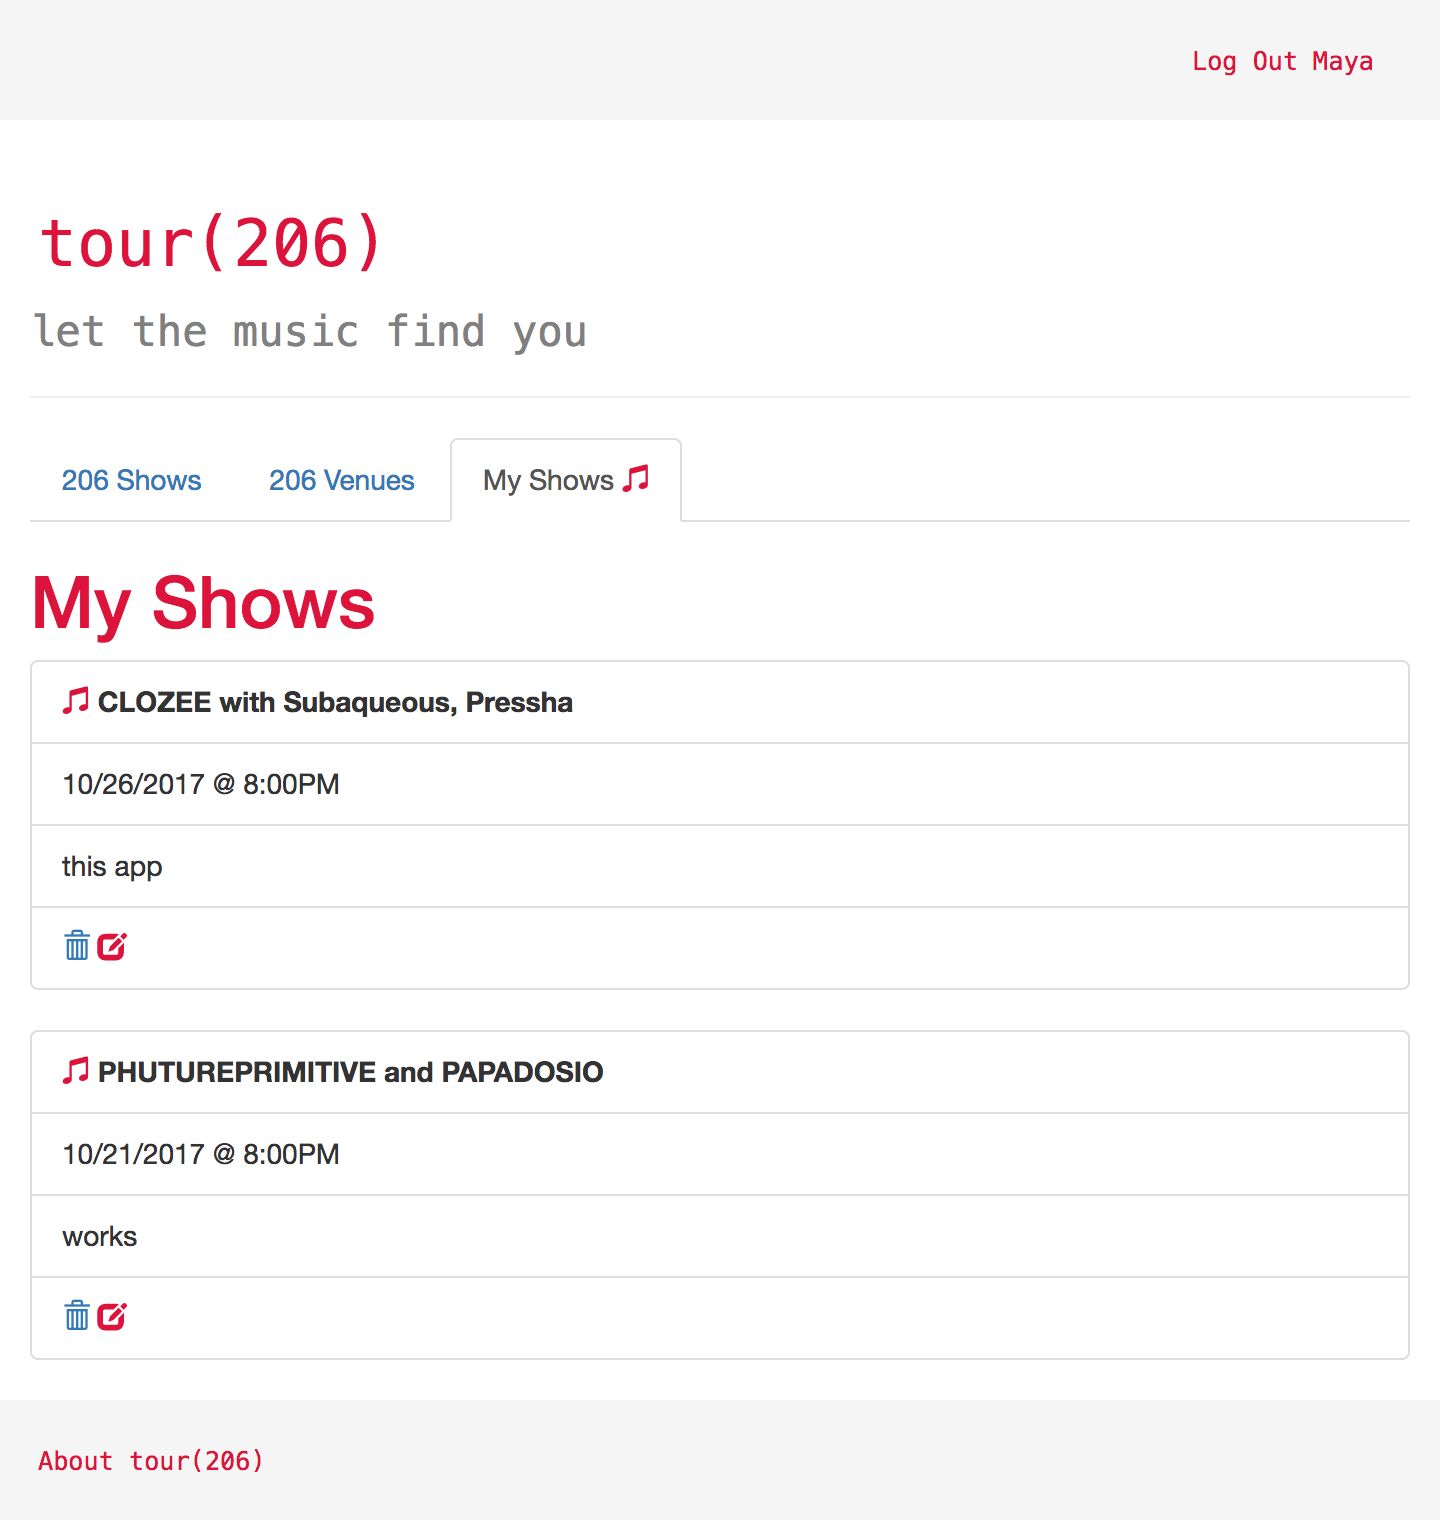 Log Out Maya
tour(206)
let the music find you
206 Shows
206 Venues
My Shows
My Shows
CLOZEE with Subaqueous, Pressha
10/26/2017 @ 8:00PM
this app
PHUTUREPRIMITIVE and PAPADOSIO
10/21/2017 @ 8:00PM
works
About tour(206)